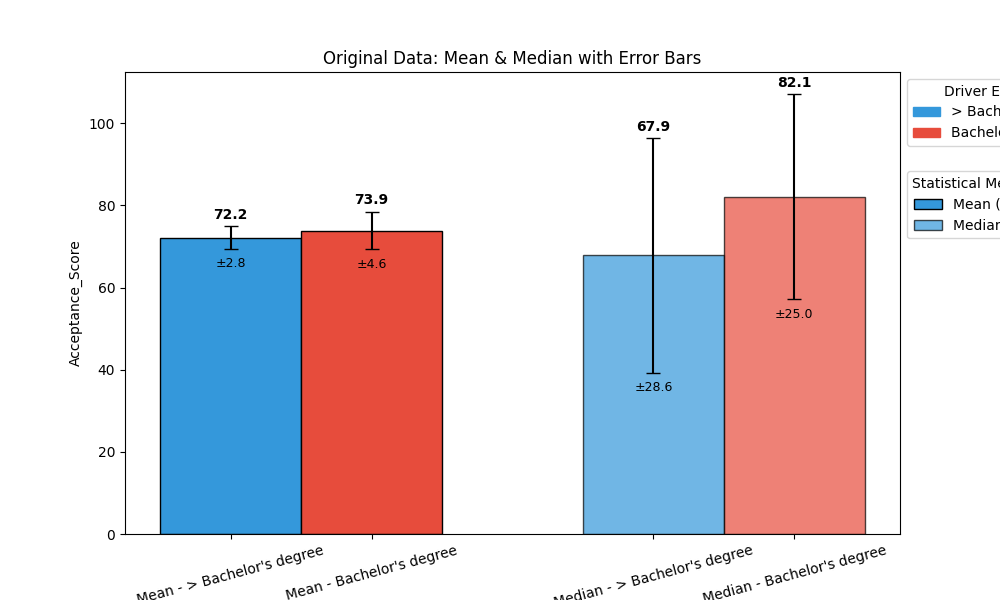 Original Data: Mean & Median with Error Bars
Acceptance_Score
100
80
60
40
20
0
72.2
±2.8
73.9
±4.6
67.9
±28.6
82.1
±25.0
Mean - > Bachelor's degree
Mean - Bachelor's degree
Median - > Bachelor's degree
Median - Bachelor's degree
Driver E
> Bach
Bachel
Statistical Me
Mean (
Median